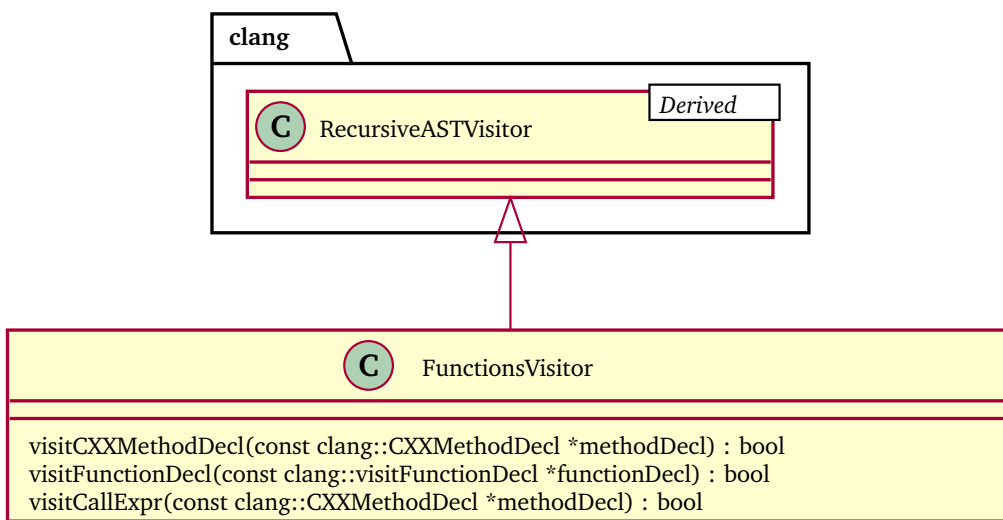 clang
Derived
C RecursiveASTVisitor
C FunctionsVisitor
visitCXXMethodDecl(const clang::CXXMethodDecl *methodDecl) : bool
visitFunctionDecl(const clang::visitFunctionDecl *functionDecl) : bool
visitCallExpr(const clang::CXXMethodDecl *methodDecl) : bool